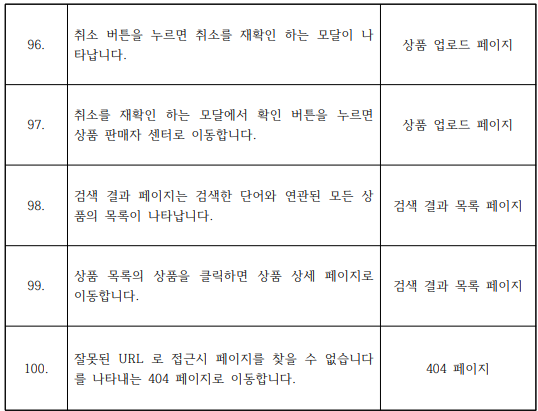 96.
취소 버튼을 누르면 취소를 재확인 하는 모달이 나
타납니다.
상품 업로드 페이지
97.
취소를 재확인 하는 모달에서 확인 버튼을 누르면
상품 판매자 센터로 이동합니다.
상품 업로드 페이지
98.
검색 결과 페이지는 검색한 단어와 연관된 모든 상
품의 목록이 나타납니다.
검색 결과 목록 페이지
99.
상품 목록의 상품을 클릭하면 상품 상세 페이지로
이동합니다.
검색 결과 목록 페이지
100.
잘못된 URL 로 접근시 페이지를 찾을 수 없습니다
를 나타내는 404 페이지로 이동합니다.
404 페이지